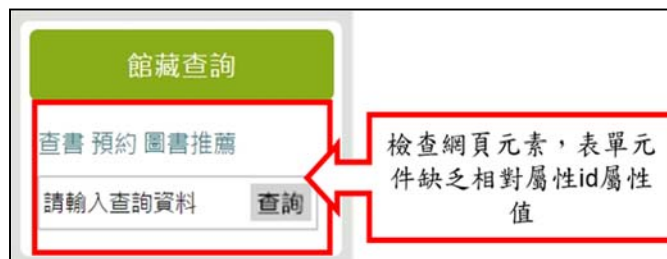 館藏查詢
查書 預約 圖書推薦
請輸入查詢資料 查詢
檢查網頁元素，表單元
件缺乏相對屬性id屬性
值